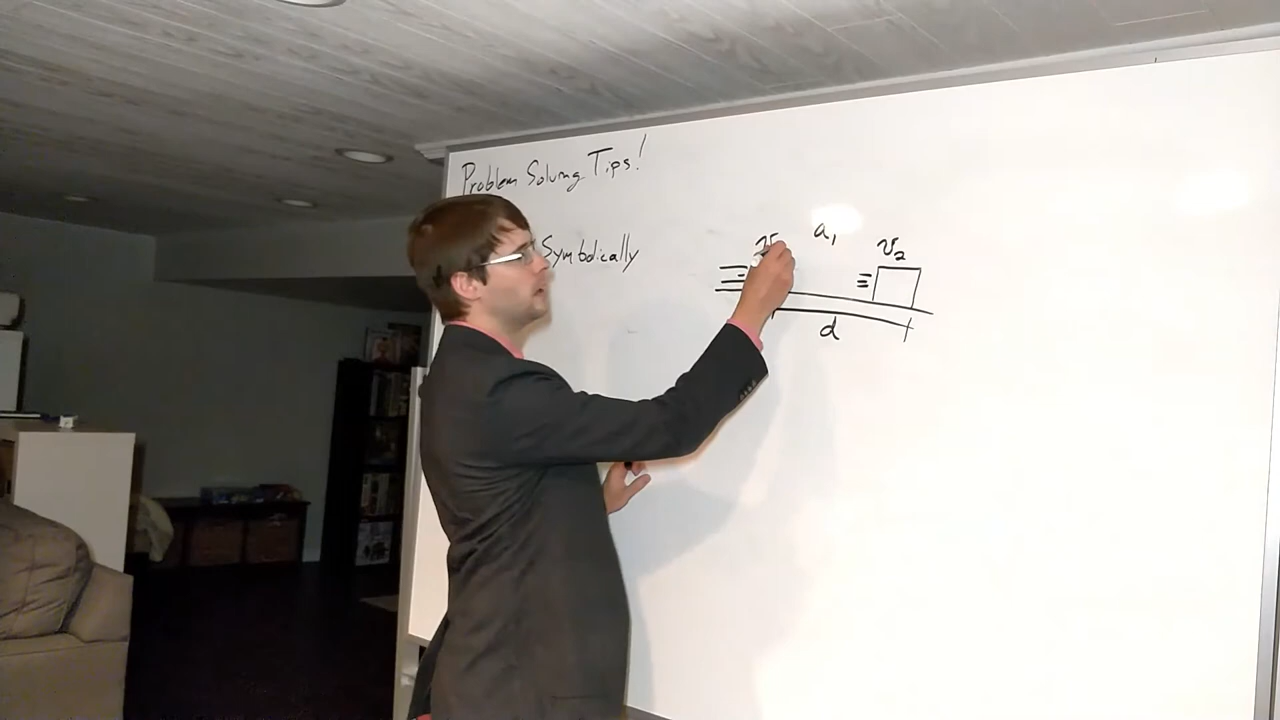 Problem Solving Tips!
Symbolically
a₁
v₂
d